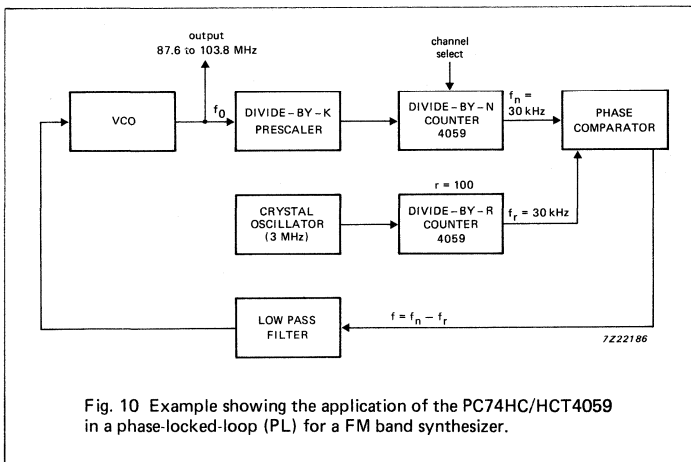 output
87.6 to 103.8 MHz
channel
select
VCO
f0
DIVIDE–BY–K
PRESCALER
DIVIDE–BY–N
COUNTER
4059
fn =
30 kHz
PHASE
COMPARATOR
CRYSTAL
OSCILLATOR
(3 MHz)
r = 100
DIVIDE–BY–R
COUNTER
4059
fr = 30 kHz
LOW PASS
FILTER
f = fn – fr
7Z22186
Fig. 10 Example showing the application of the PC74HC/HCT4059
in a phase-locked-loop (PL) for a FM band synthesizer.